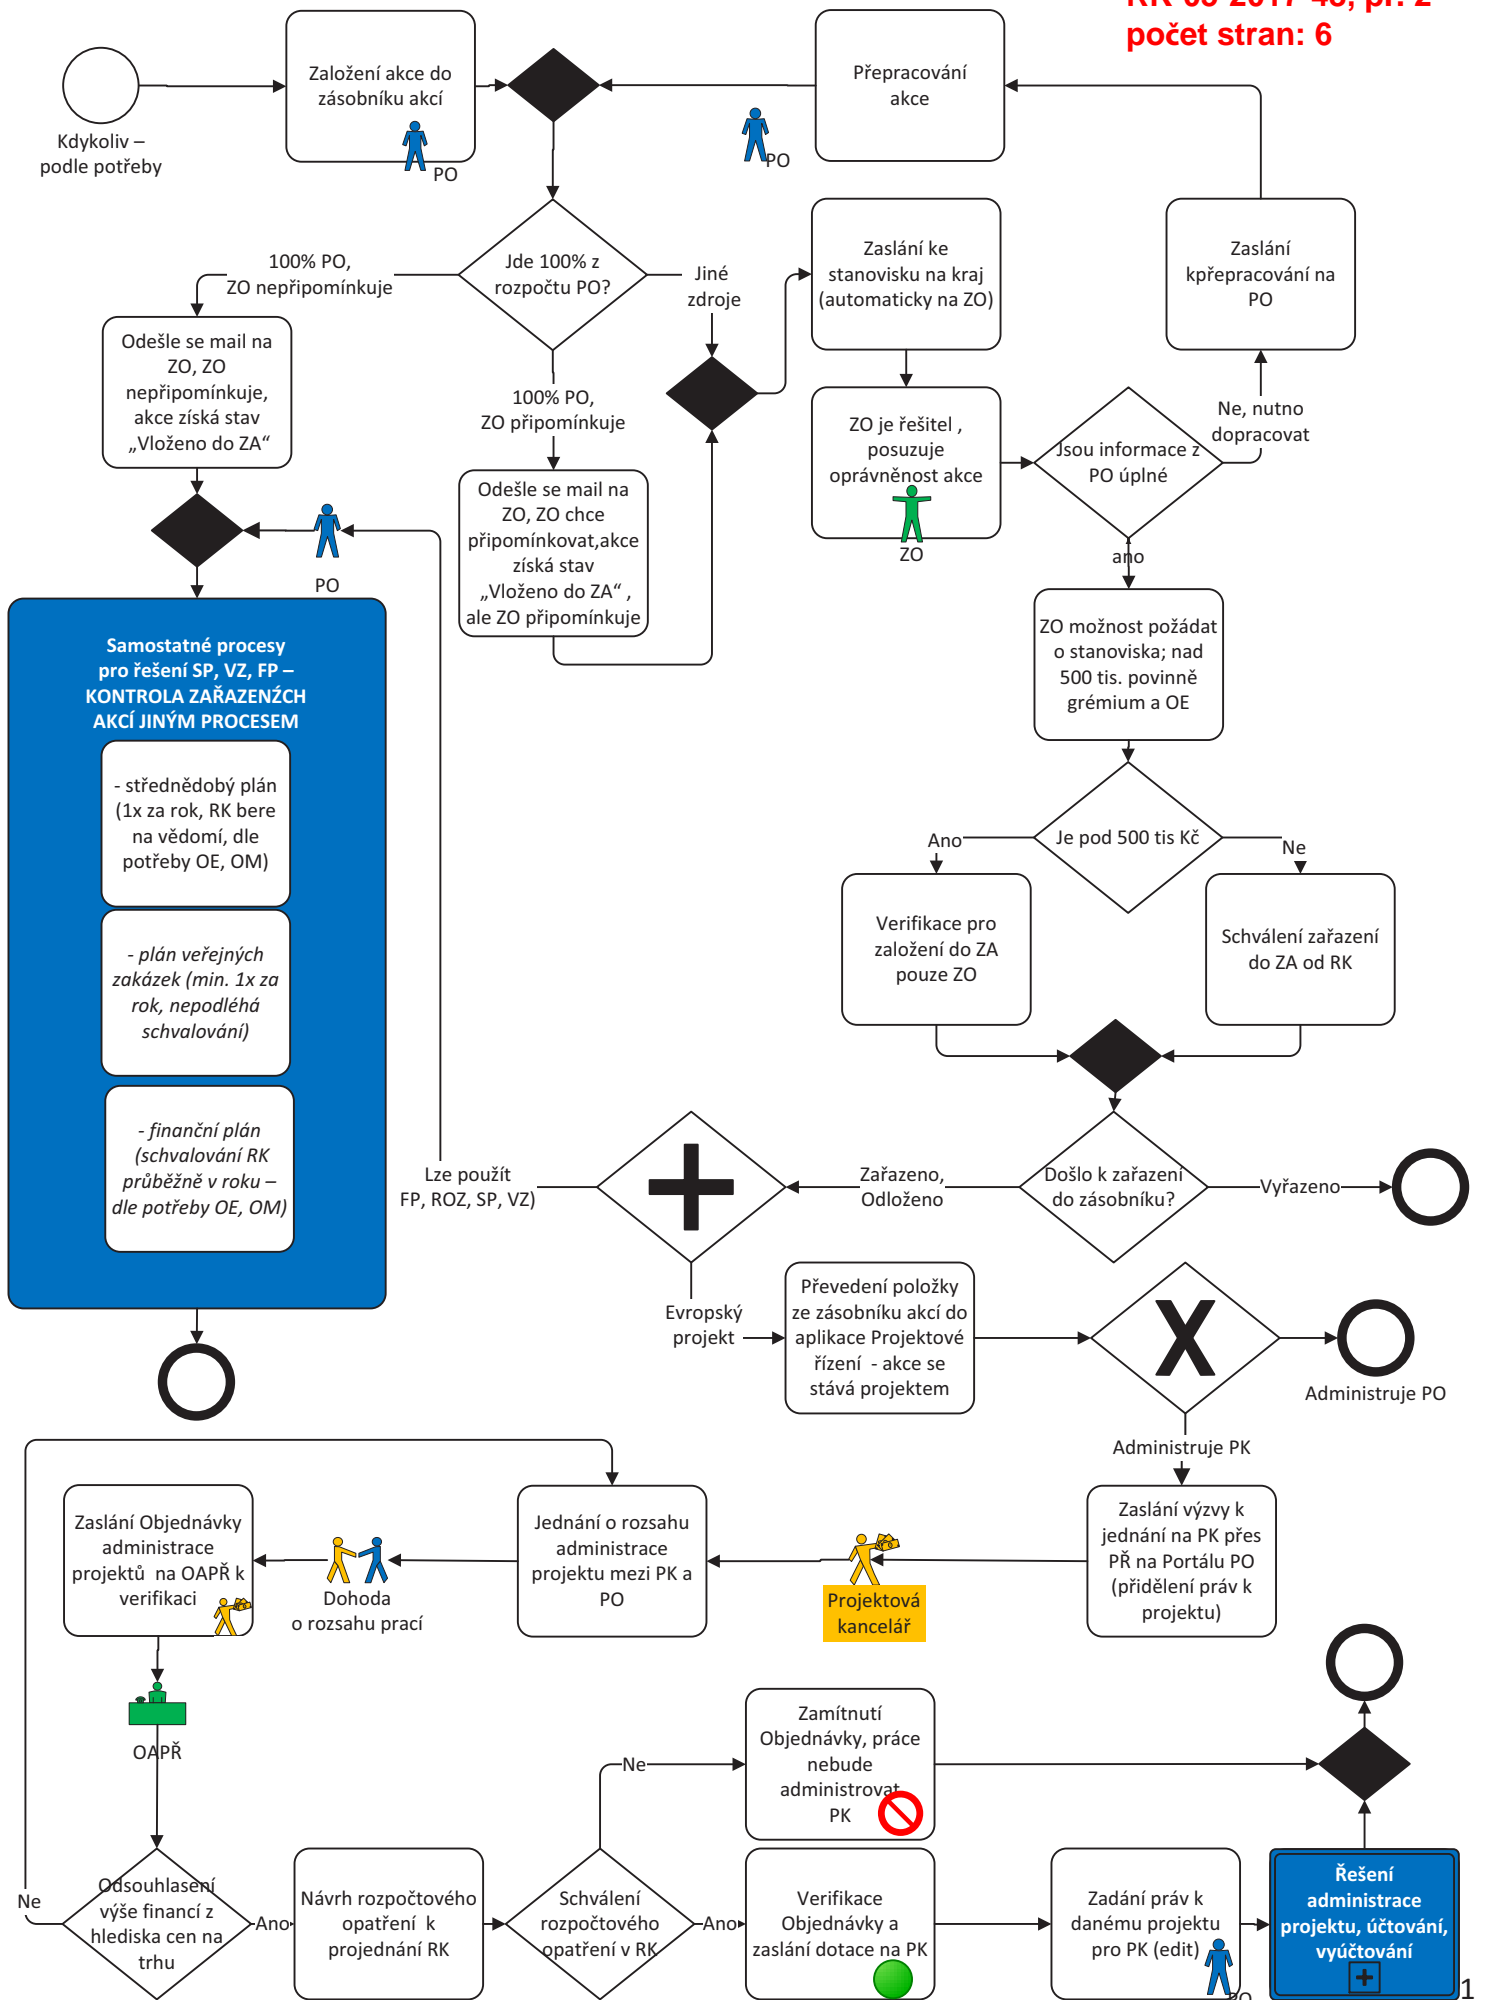 počet stran: 6
Založení akce do
zásobníku akcí
PO
Přepracování
akce
PO
Kdykoliv –
podle potřeby
Jde 100% z
rozpočtu PO?
100% PO,
ZO nepřipomínkuje
Jiné
zdroje
Zaslání ke
stanovisku na kraj
(automaticky na ZO)
Zaslání
kpřepracování na
PO
Odešle se mail na
ZO, ZO
nepřipomínkuje,
akce získá stav
„Vloženo do ZA“
100% PO,
ZO připomínkuje
ZO je řešitel ,
posuzuje
oprávněnost akce
ZO
Jsou informace z
PO úplné
Ne, nutno
dopracovat
Odešle se mail na
ZO, ZO chce
připomínkovat,akce
získá stav
„Vloženo do ZA“ ,
ale ZO připomínkuje
PO
ano
ZO možnost požádat
o stanoviska; nad
500 tis. povinně
grémium a OE
Samostatné procesy
pro řešení SP, VZ, FP –
KONTROLA ZAŘAZENŹCH
AKCÍ JINÝM PROCESEM
- střednědobý plán
(1x za rok, RK bere
na vědomí, dle
potřeby OE, OM)
- plán veřejných
zakázek (min. 1x za
rok, nepodléhá
schvalování)
- finanční plán
(schvalování RK
průběžně v roku –
dle potřeby OE, OM)
Je pod 500 tis Kč
Ano
Ne
Verifikace pro
založení do ZA
pouze ZO
Schválení zařazení
do ZA od RK
Lze použít
FP, ROZ, SP, VZ)
Zařazeno,
Odloženo
Došlo k zařazení
do zásobníku?
Vyřazeno
Evropský
projekt
Převedení položky
ze zásobníku akcí do
aplikace Projektové
řízení - akce se
stává projektem
X
Administruje PO
Administruje PK
Zaslání Objednávky
administrace
projektů na OAPŘ k
verifikaci
Dohoda
o rozsahu prací
Jednání o rozsahu
administrace
projektu mezi PK a
PO
Projektová
kancelář
Zaslání výzvy k
jednání na PK přes
PŘ na Portálu PO
(přidělení práv k
projektu)
OAPŘ
Zamítnutí
Objednávky, práce
nebude
administrovat
PK
Ne
Ne
Odsouhlasení
výše financí z
hlediska cen na
trhu
Ano
Návrh rozpočtového
opatření k
projednání RK
Schválení
rozpočtového
opatření v RK
Ano
Verifikace
Objednávky a
zaslání dotace na PK
Zadání práv k
danému projektu
pro PK (edit)
PO
Řešení
administrace
projektu, účtování,
vyúčtování
1